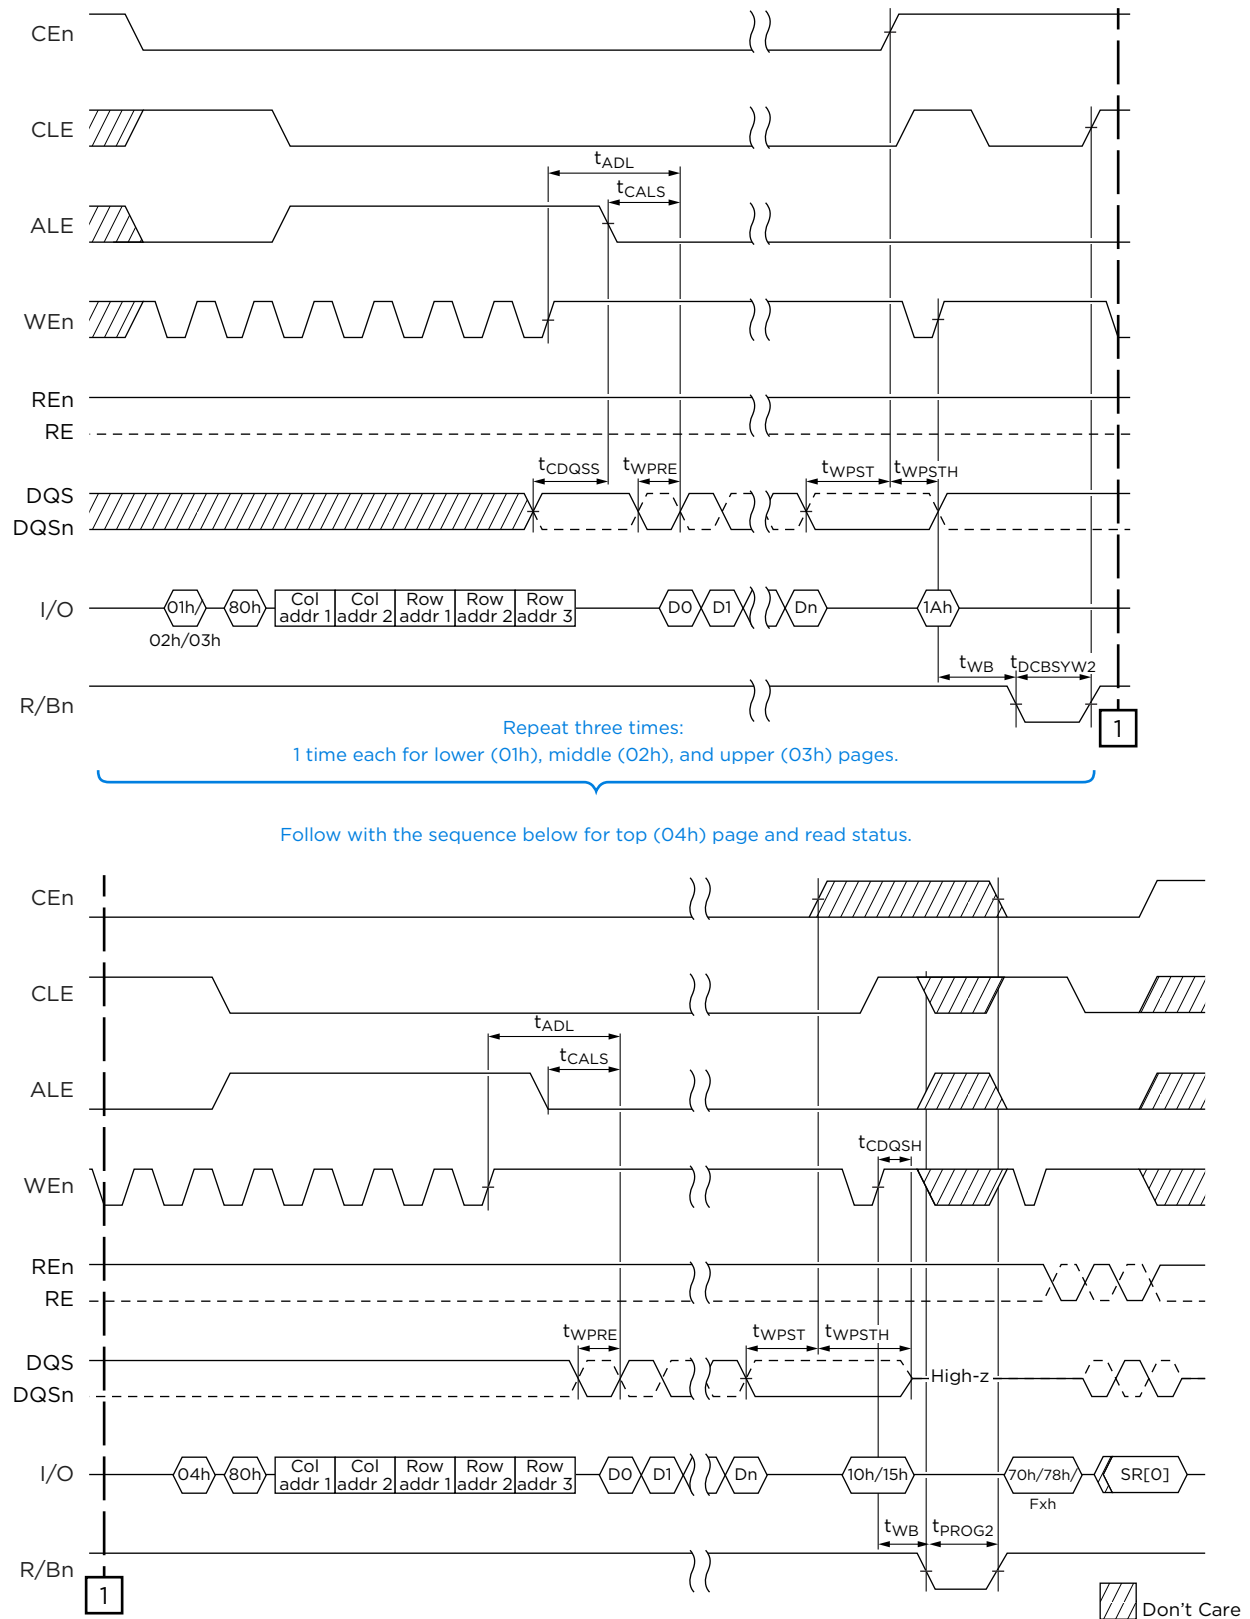 CEn
CLE
tADL
tCALS
ALE
WEn
REn
RE
tCDQSS tWPRE tWPST tWPSTH
DQS
DQSn
I/O 01h/ 80h Col addr 1 Col addr 2 Row addr 1 Row addr 2 Row addr 3 D0 D1 Dn 1Ah
02h/03h
tWB tDCBSYW2
R/Bn
1
Repeat three times:
1 time each for lower (01h), middle (02h), and upper (03h) pages.
Follow with the sequence below for top (04h) page and read status.
CEn
CLE
tADL
tCALS
ALE
tCDQSH
WEn
REn
RE
tWPRE tWPST tWPSTH
DQS
High-z
DQSn
I/O 04h 80h Col addr 1 Col addr 2 Row addr 1 Row addr 2 Row addr 3 D0 D1 Dn 10h/15h 70h/78h/ SR[0]
Fxh
tWB tPROG2
R/Bn
1
Don't Care